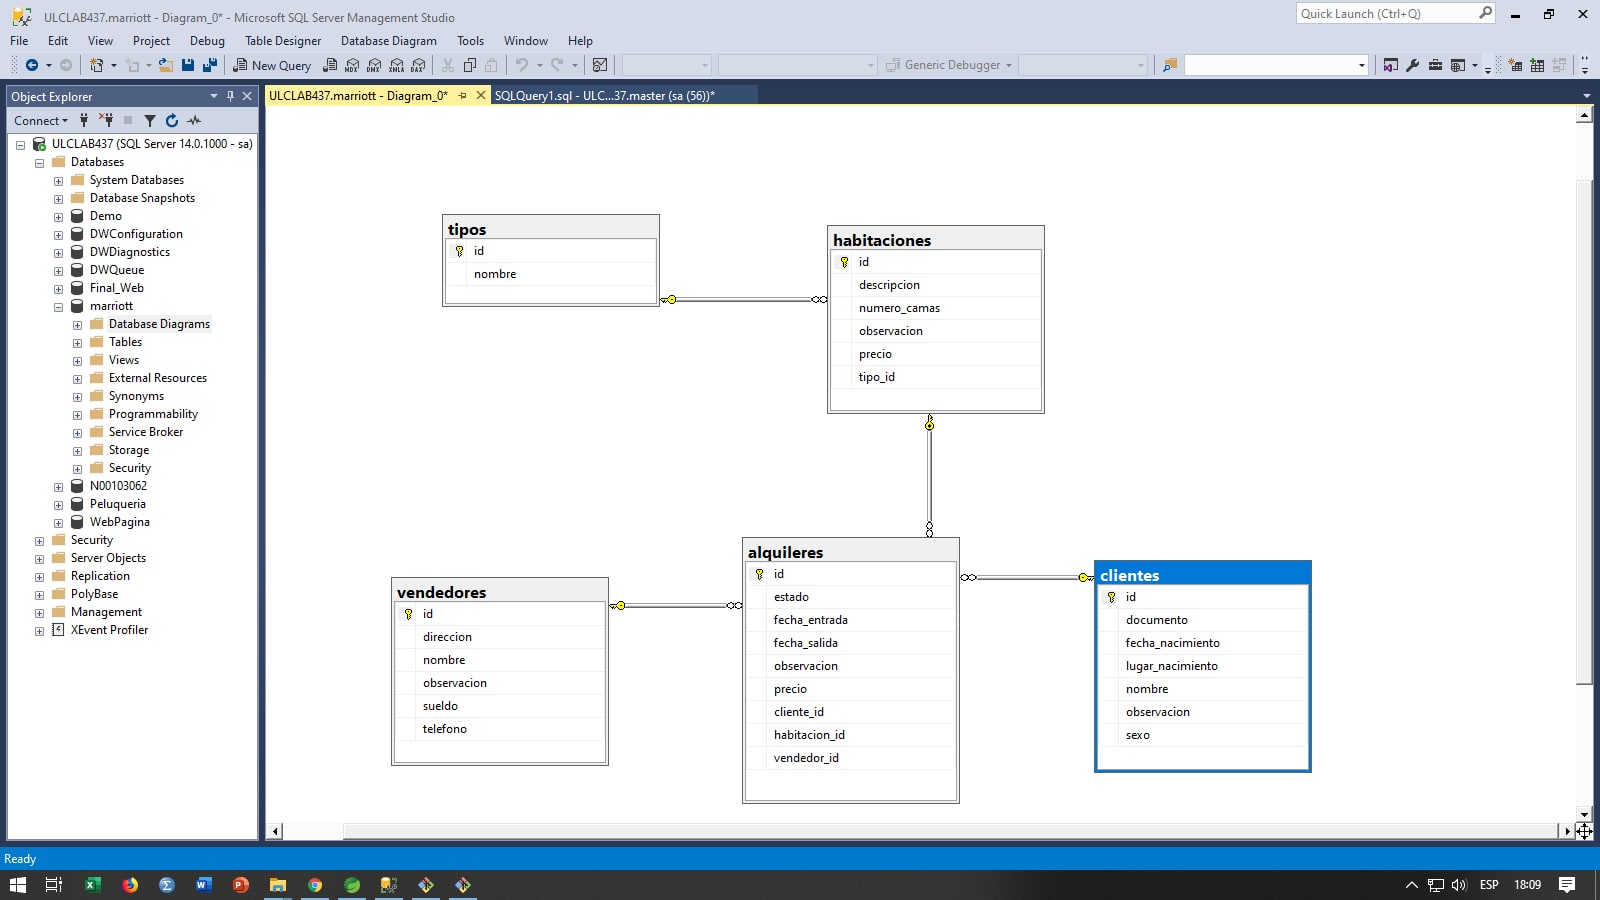 ULCLAB437.marriott - Diagram_0* - Microsoft SQL Server Management Studio
Quick Launch (Ctrl+Q)
File Edit View Project Debug Table Designer Database Diagram Tools Window Help
New Query
MDX DMX XMLA DAX
Generic Debugger
Object Explorer
ULCLAB437.marriott - Diagram_0*
SQLQuery1.sql - ULC...37.master (sa (56))*
Connect
ULCLAB437 (SQL Server 14.0.1000 - sa)
Databases
System Databases
Database Snapshots
Demo
DWConfiguration
DWDiagnostics
DWQueue
Final_Web
marriott
Database Diagrams
Tables
Views
External Resources
Synonyms
Programmability
Service Broker
Storage
Security
N00103062
Peluqueria
WebPagina
Security
Server Objects
Replication
PolyBase
Management
XEvent Profiler
tipos
id
nombre
habitaciones
id
descripcion
numero_camas
observacion
precio
tipo_id
vendedores
id
direccion
nombre
observacion
sueldo
telefono
alquileres
id
estado
fecha_entrada
fecha_salida
observacion
precio
cliente_id
habitacion_id
vendedor_id
clientes
id
documento
fecha_nacimiento
lugar_nacimiento
nombre
observacion
sexo
Ready
ESP 18:09